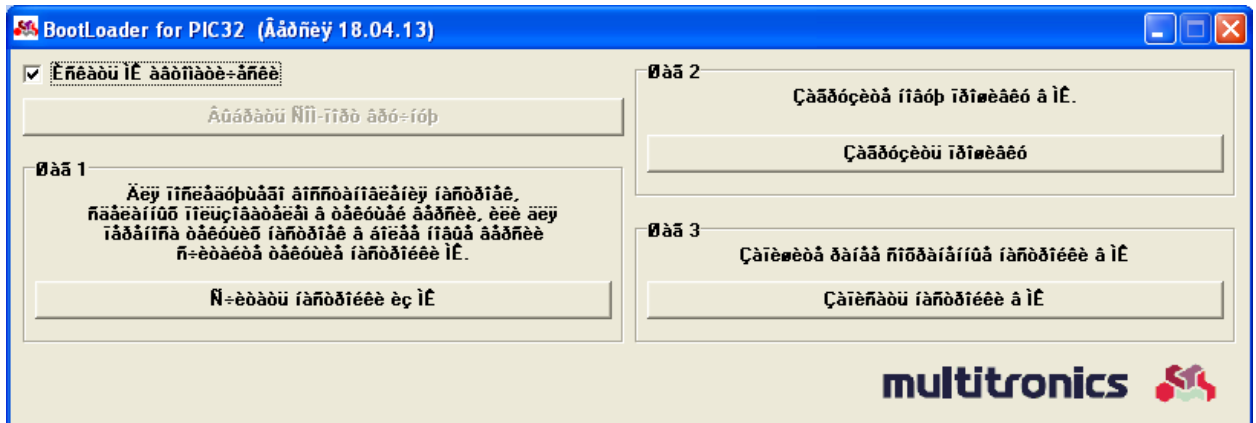 BootLoader for PIC32 (Âåðñèÿ 18.04.13)
Èñêàòü ÌÊ àâòîìàòè÷åñêè
Âûáðàòü ÑÎÌ-ïîðò âðó÷íóþ
Øàã 1
Äëÿ ïîñëåäóþùåãî âîññòàíîâëåíèÿ íàñòðîåê,
ñäåëàííûõ ïîëüçîâàòåëåì â òåêóùåé âåðñèè, èëè äëÿ
ïåðåíîñà òåêóùèõ íàñòðîåê â áîëåå íîâûå âåðñèè
ñ÷èòàéòå òåêóùèå íàñòðîéêè ÌÊ.
Ñ÷èòàòü íàñòðîéêè èç ÌÊ
Øàã 2
Çàãðóçèòå íîâóþ ïðîøèâêó â ÌÊ.
Çàãðóçèòü ïðîøèâêó
Øàã 3
Çàïèøèòå ðàíåå ñîõðàíåííûå íàñòðîéêè â ÌÊ
Çàïèñàòü íàñòðîéêè â ÌÊ
multitronics